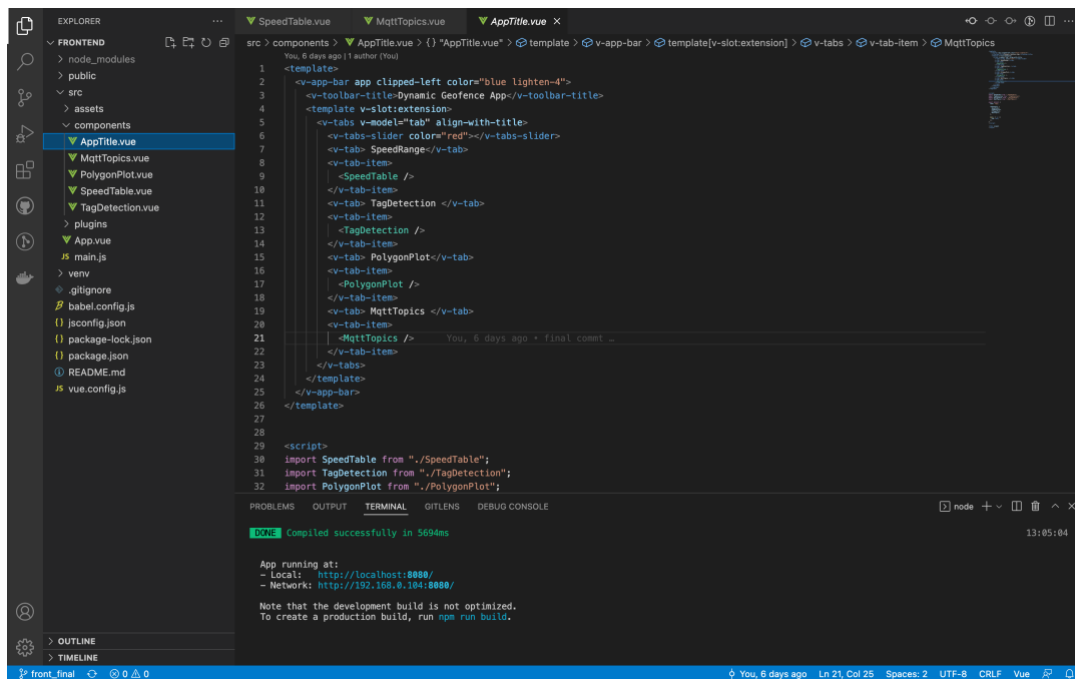 EXPLORER
SpeedTable.vue
MqttTopics.vue
AppTitle.vue
FRONTEND
node_modules
public
src
assets
components
AppTitle.vue
MqttTopics.vue
PolygonPlot.vue
SpeedTable.vue
TagDetection.vue
plugins
App.vue
JS main.js
venv
.gitignore
babel.config.js
{} jsconfig.json
{} package-lock.json
{} package.json
README.md
JS vue.config.js
OUTLINE
TIMELINE
src > components > AppTitle.vue > {} "AppTitle.vue" > template > v-app-bar > template[v-slot:extension] > v-tabs > v-tab-item > MqttTopics
You, 6 days ago | 1 author (You)
1 <template>
2 <v-app-bar app clipped-left color="blue lighten-4">
3 <v-toolbar-title>Dynamic Geofence App</v-toolbar-title>
4 <template v-slot:extension>
5 <v-tabs v-model="tab" align-with-title>
6 <v-tabs-slider color="red"></v-tabs-slider>
7 <v-tab> SpeedRange</v-tab>
8 <v-tab-item>
9 <SpeedTable />
10 </v-tab-item>
11 <v-tab> TagDetection </v-tab>
12 <v-tab-item>
13 <TagDetection />
14 </v-tab-item>
15 <v-tab> PolygonPlot</v-tab>
16 <v-tab-item>
17 <PolygonPlot />
18 </v-tab-item>
19 <v-tab> MqttTopics </v-tab>
20 <v-tab-item>
21 <MqttTopics /> You, 6 days ago • final commt …
22 </v-tab-item>
23 </v-tabs>
24 </template>
25 </v-app-bar>
26 </template>
27
28
29 <script>
30 import SpeedTable from "./SpeedTable";
31 import TagDetection from "./TagDetection";
32 import PolygonPlot from "./PolygonPlot";
PROBLEMS OUTPUT TERMINAL GITLENS DEBUG CONSOLE node
DONE Compiled successfully in 5694ms 13:05:04
App running at:
- Local: http://localhost:8080/
- Network: http://192.168.0.104:8080/
Note that the development build is not optimized.
To create a production build, run npm run build.
front_final 0 0 You, 6 days ago Ln 21, Col 25 Spaces: 2 UTF-8 CRLF Vue